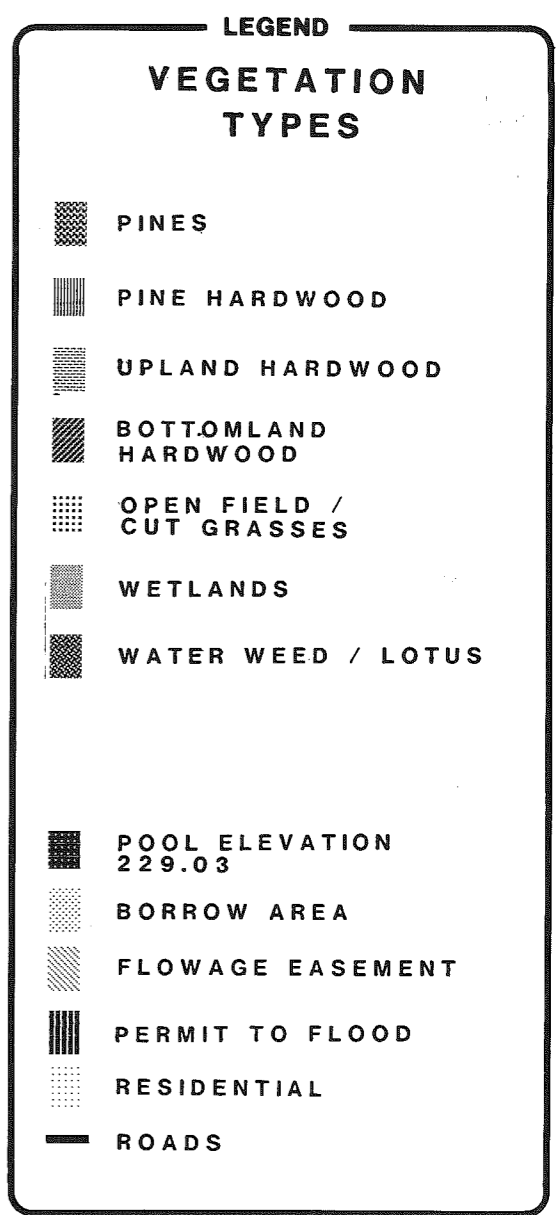 LEGEND
VEGETATION
TYPES
PINES
PINE HARDWOOD
UPLAND HARDWOOD
BOTTOMLAND
HARDWOOD
OPEN FIELD /
CUT GRASSES
WETLANDS
WATER WEED / LOTUS
POOL ELEVATION
229.03
BORROW AREA
FLOWAGE EASEMENT
PERMIT TO FLOOD
RESIDENTIAL
ROADS